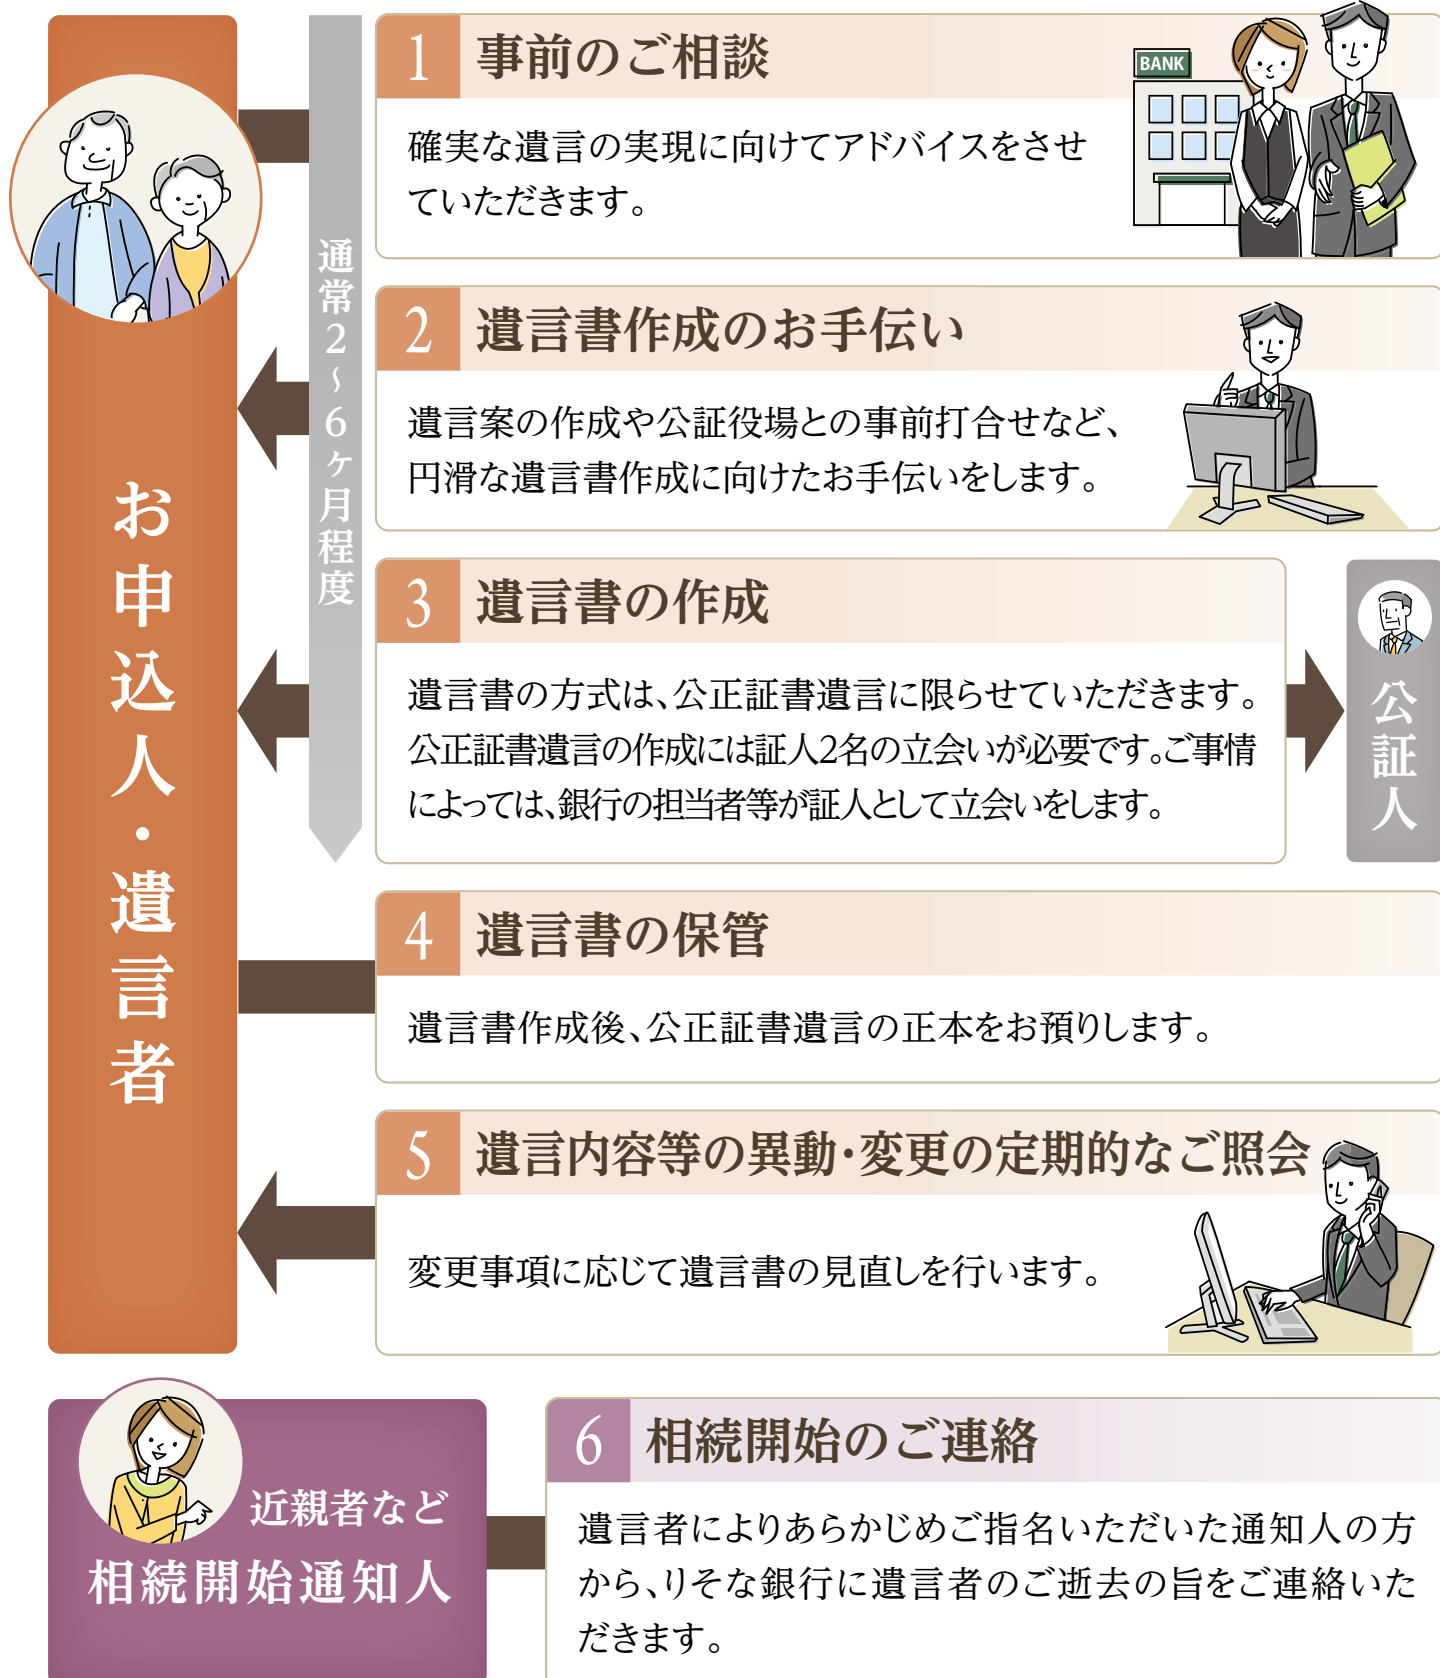 お申込人・遺言者
通常2~6ヶ月程度
1 事前のご相談
BANK
確実な遺言の実現に向けてアドバイスをさせ
ていただきます。
2 遺言書作成のお手伝い
遺言案の作成や公証役場との事前打合せなど、
円滑な遺言書作成に向けたお手伝いをします。
3 遺言書の作成
遺言書の方式は、公正証書遺言に限らせていただきます。
公正証書遺言の作成には証人2名の立会いが必要です。ご事情
によっては、銀行の担当者等が証人として立会いをします。
公証人
4 遺言書の保管
遺言書作成後、公正証書遺言の正本をお預りします。
5 遺言内容等の異動・変更の定期的なご照会
変更事項に応じて遺言書の見直しを行います。
近親者など
相続開始通知人
6 相続開始のご連絡
遺言者によりあらかじめご指名いただいた通知人の方
から、りそな銀行に遺言者のご逝去の旨をご連絡いた
だきます。